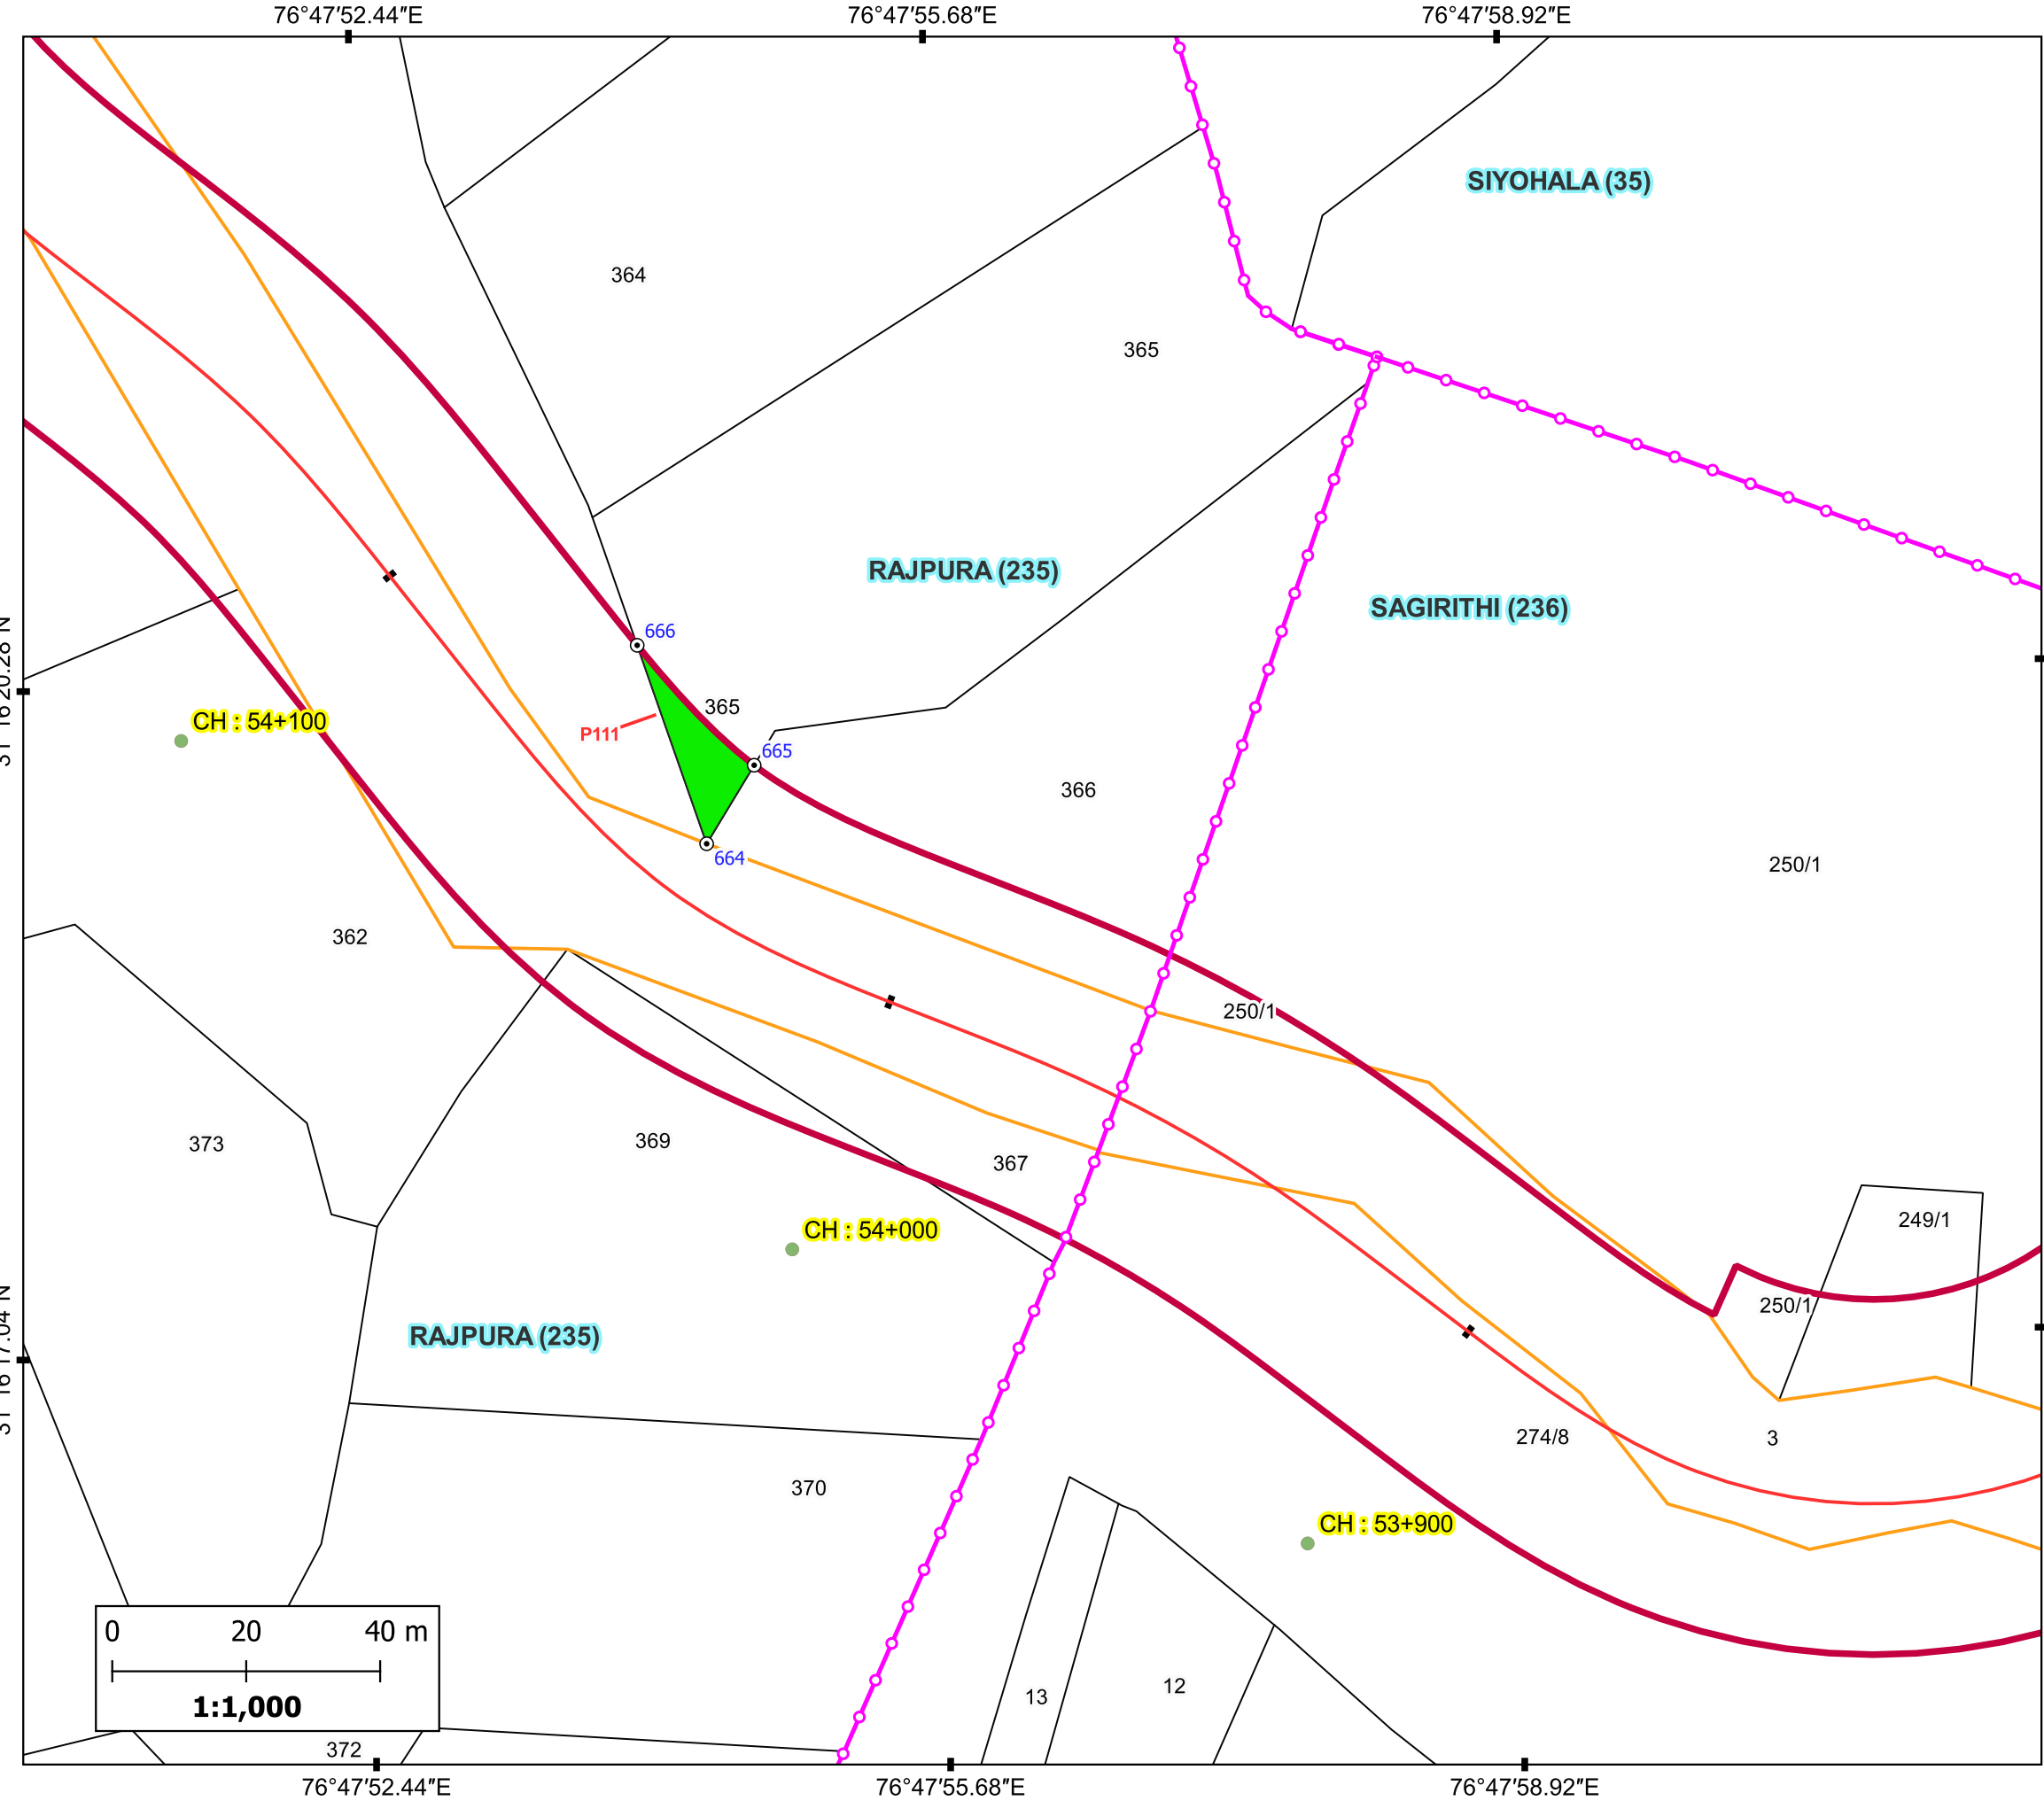 76°47′52.44″E
76°47′55.68″E
76°47′58.92″E
SIYOHALA (35)
364
365
RAJPURA (235)
SAGIRITHI (236)
666
365
CH : 54+100
P111
665
366
664
250/1
362
250/1
373
369
367
249/1
CH : 54+000
250/1
RAJPURA (235)
274/8
3
370
CH : 53+900
0 20 40 m
1:1,000
13
12
372
76°47′52.44″E
76°47′55.68″E
76°47′58.92″E